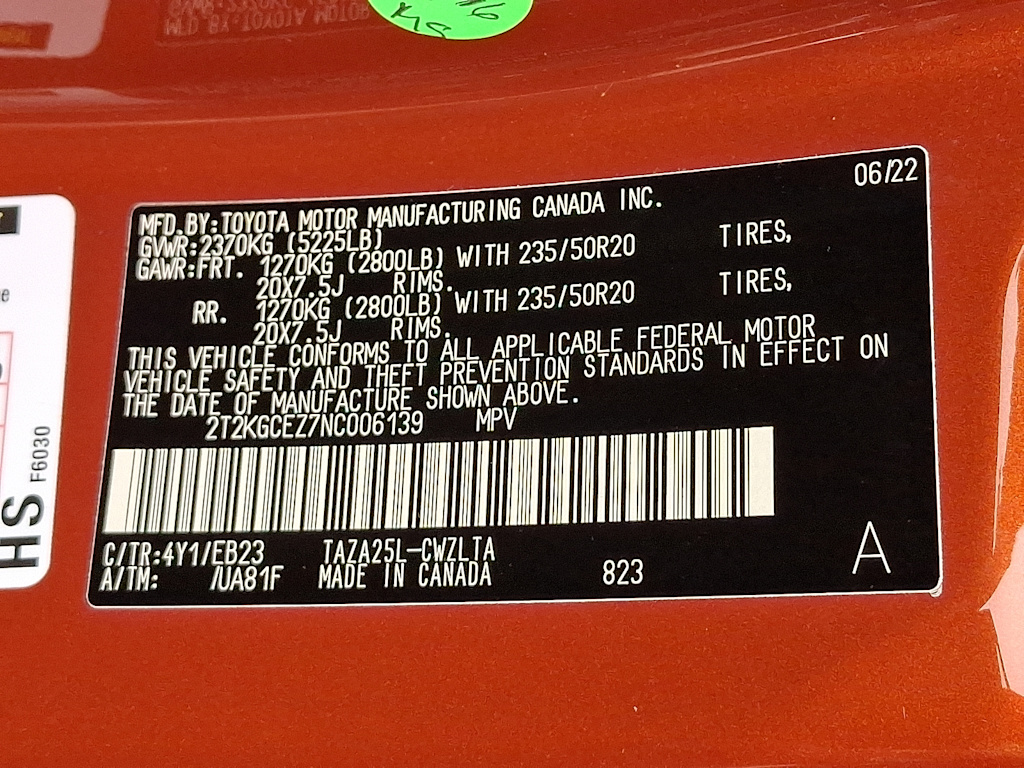 06/22
MFD.BY:TOYOTA MOTOR MANUFACTURING CANADA INC.
GVWR:2370KG (5225LB)
GAWR:FRT. 1270KG (2800LB) WITH 235/50R20 TIRES,
20X7.5J RIMS.
RR. 1270KG (2800LB) WITH 235/50R20 TIRES,
20X7.5J RIMS.
THIS VEHICLE CONFORMS TO ALL APPLICABLE FEDERAL MOTOR
VEHICLE SAFETY AND THEFT PREVENTION STANDARDS IN EFFECT ON
THE DATE OF MANUFACTURE SHOWN ABOVE.
2T2KGCEZ7NC006139 MPV
C/TR:4Y1/EB23 TAZA25L-CWZLTA
A/TM: /UA81F MADE IN CANADA 823
A
HS F6030